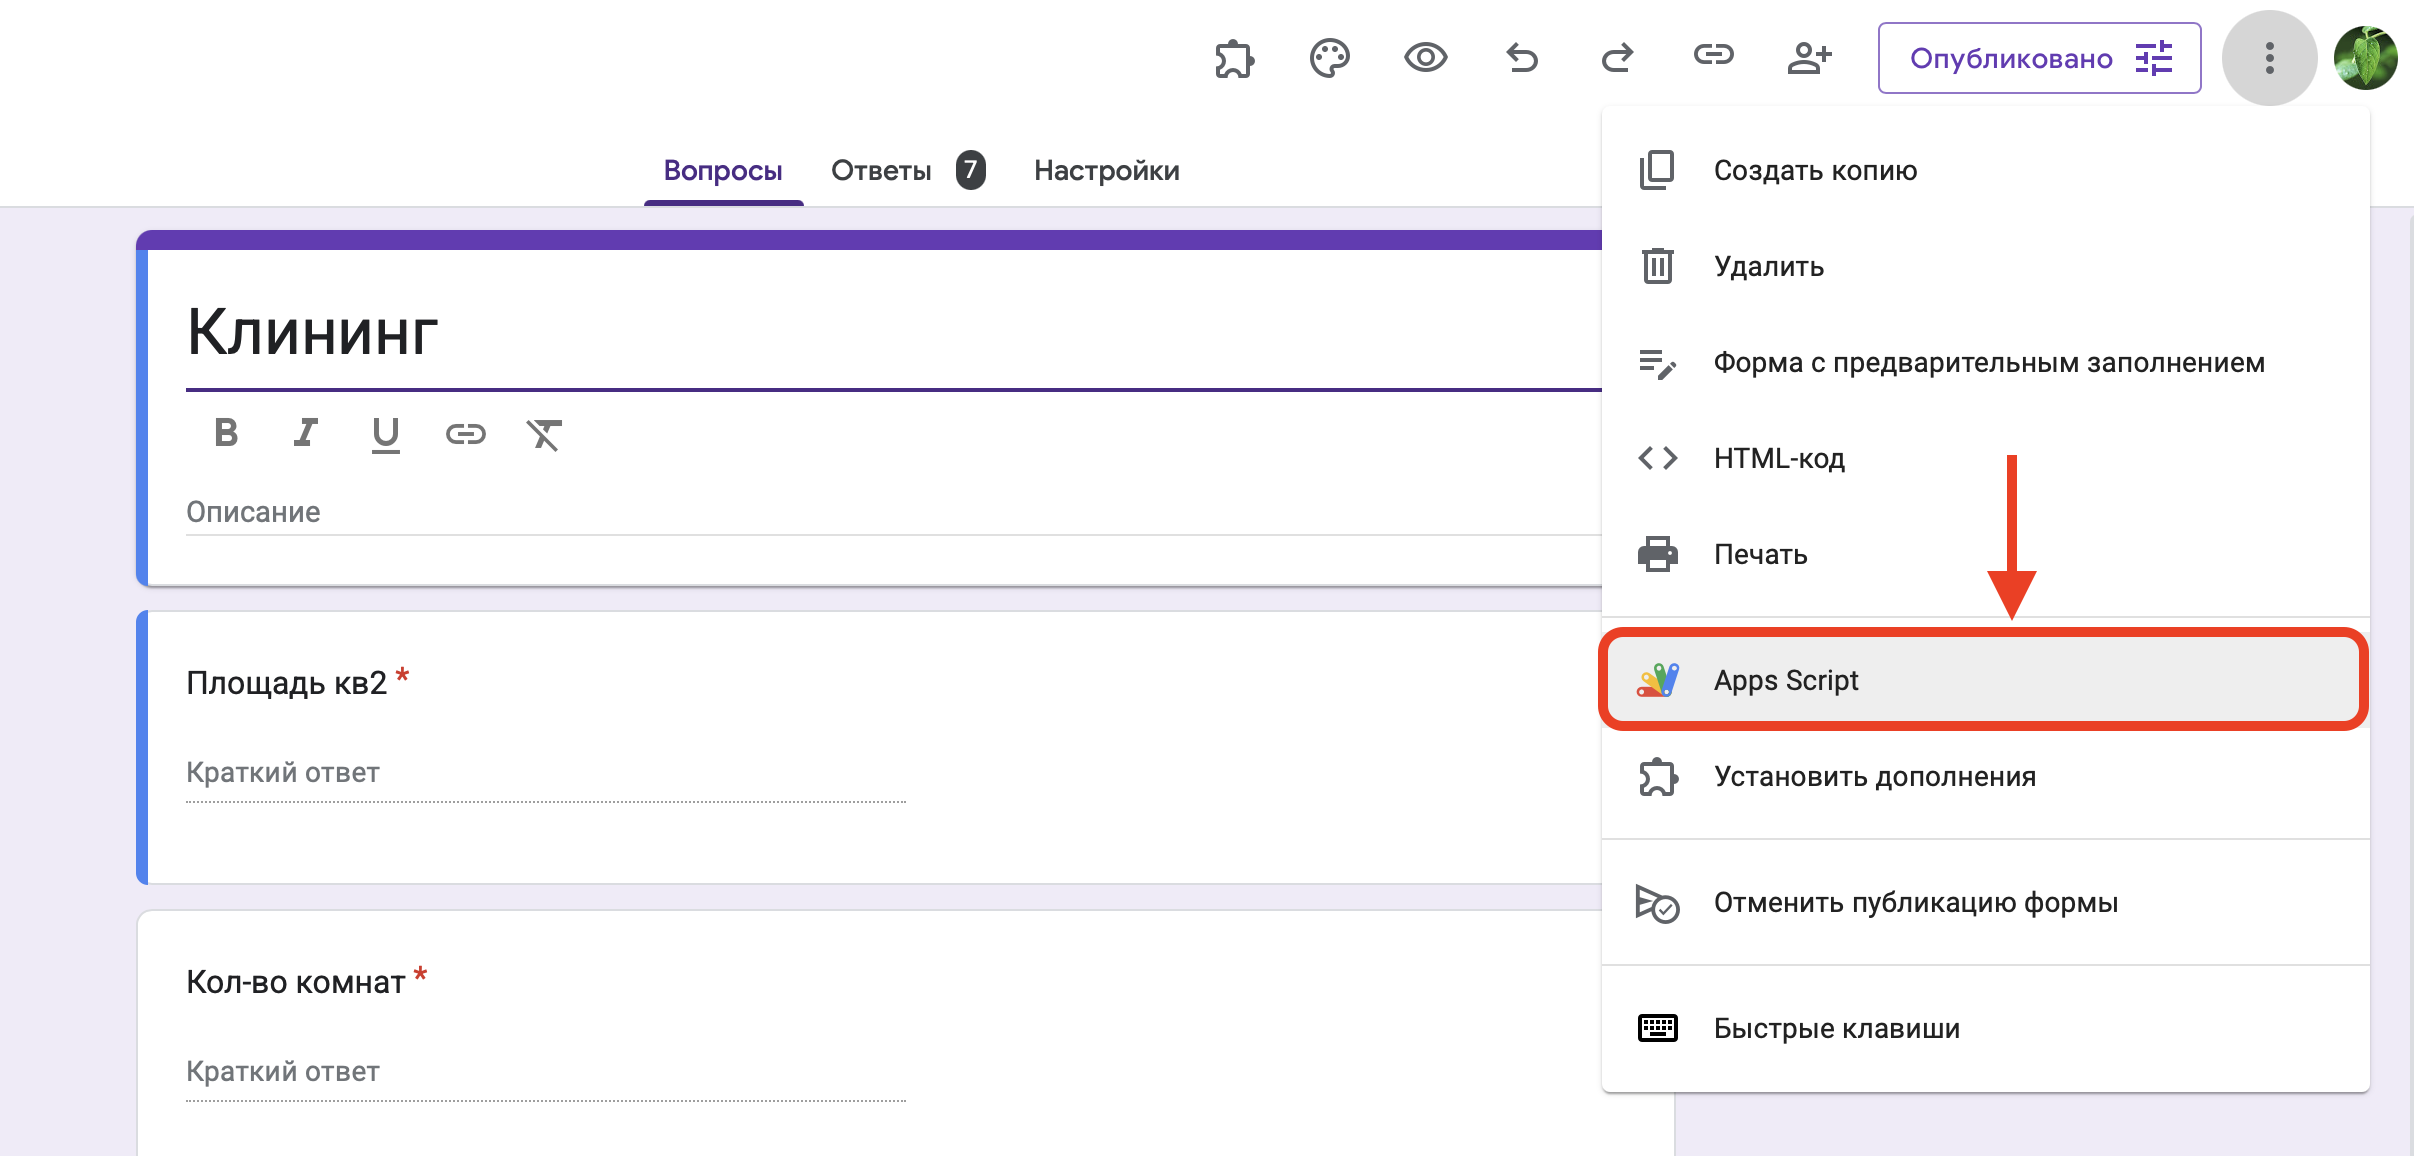 Опубликовано
Вопросы Ответы 7 Настройки
Клининг
B I U
Описание
Площадь кв2 *
Краткий ответ
Кол-во комнат *
Краткий ответ
Создать копию
Удалить
Форма с предварительным заполнением
HTML-код
Печать
Apps Script
Установить дополнения
Отменить публикацию формы
Быстрые клавиши